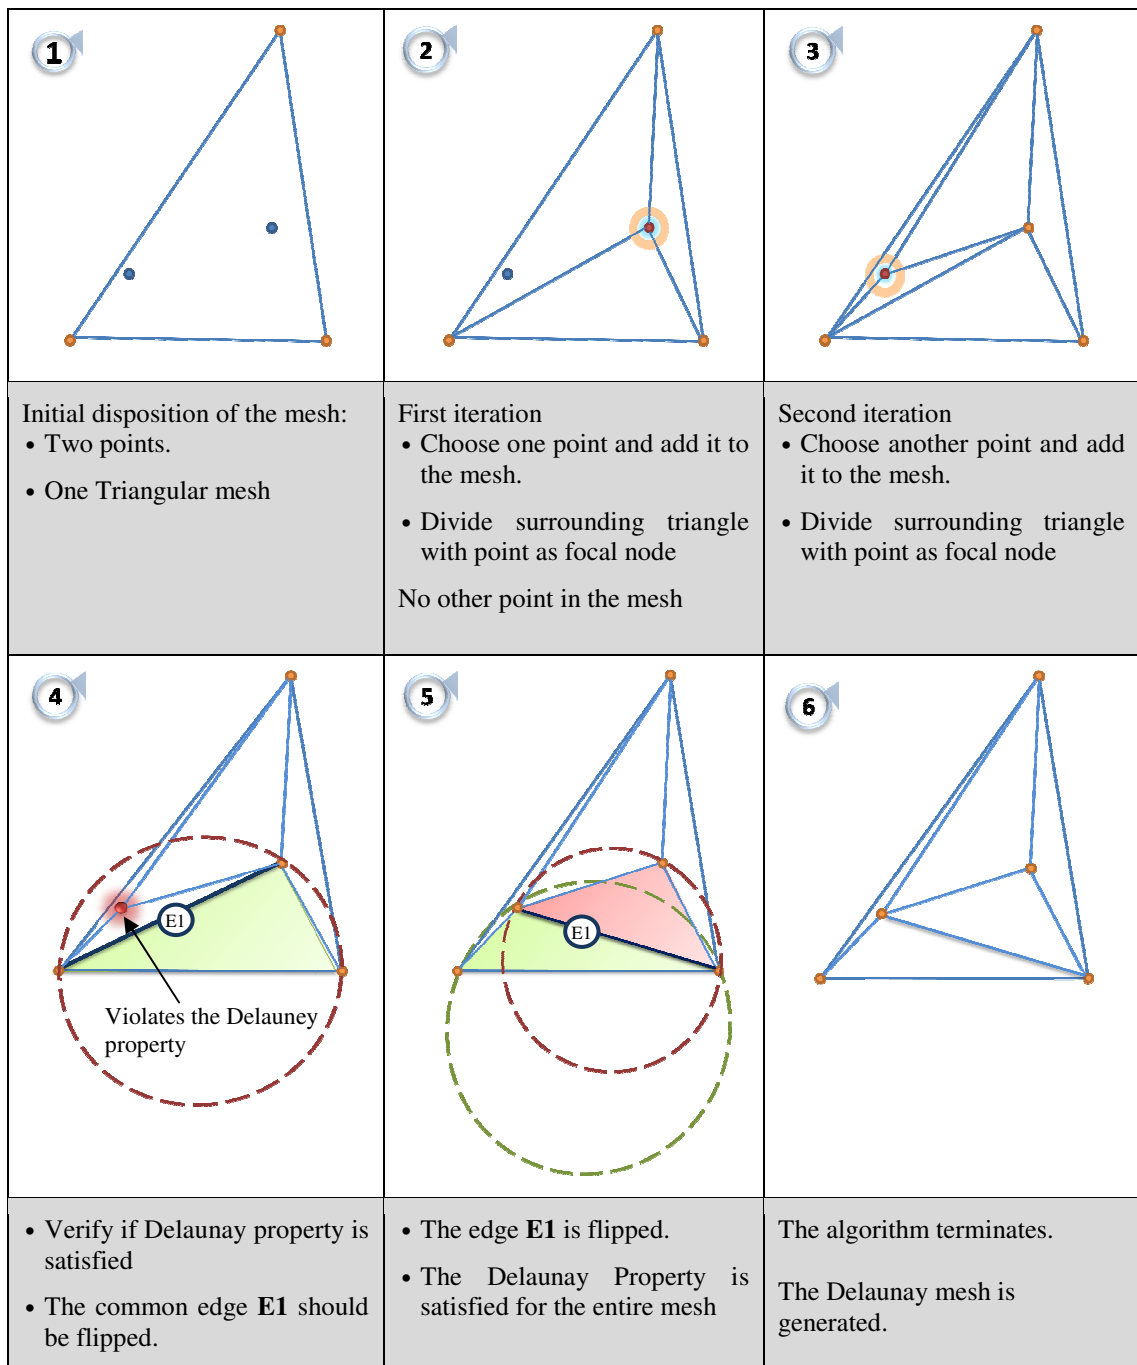 1
2
3
Initial disposition of the mesh:
• Two points.
• One Triangular mesh
First iteration
• Choose one point and add it to
the mesh.
• Divide surrounding triangle
with point as focal node
No other point in the mesh
Second iteration
• Choose another point and add
it to the mesh.
• Divide surrounding triangle
with point as focal node
4
E1
Violates the Delauney
property
5
E1
6
• Verify if Delaunay property is
satisfied
• The common edge E1 should
be flipped.
• The edge E1 is flipped.
• The Delaunay Property is
satisfied for the entire mesh
The algorithm terminates.
The Delaunay mesh is
generated.